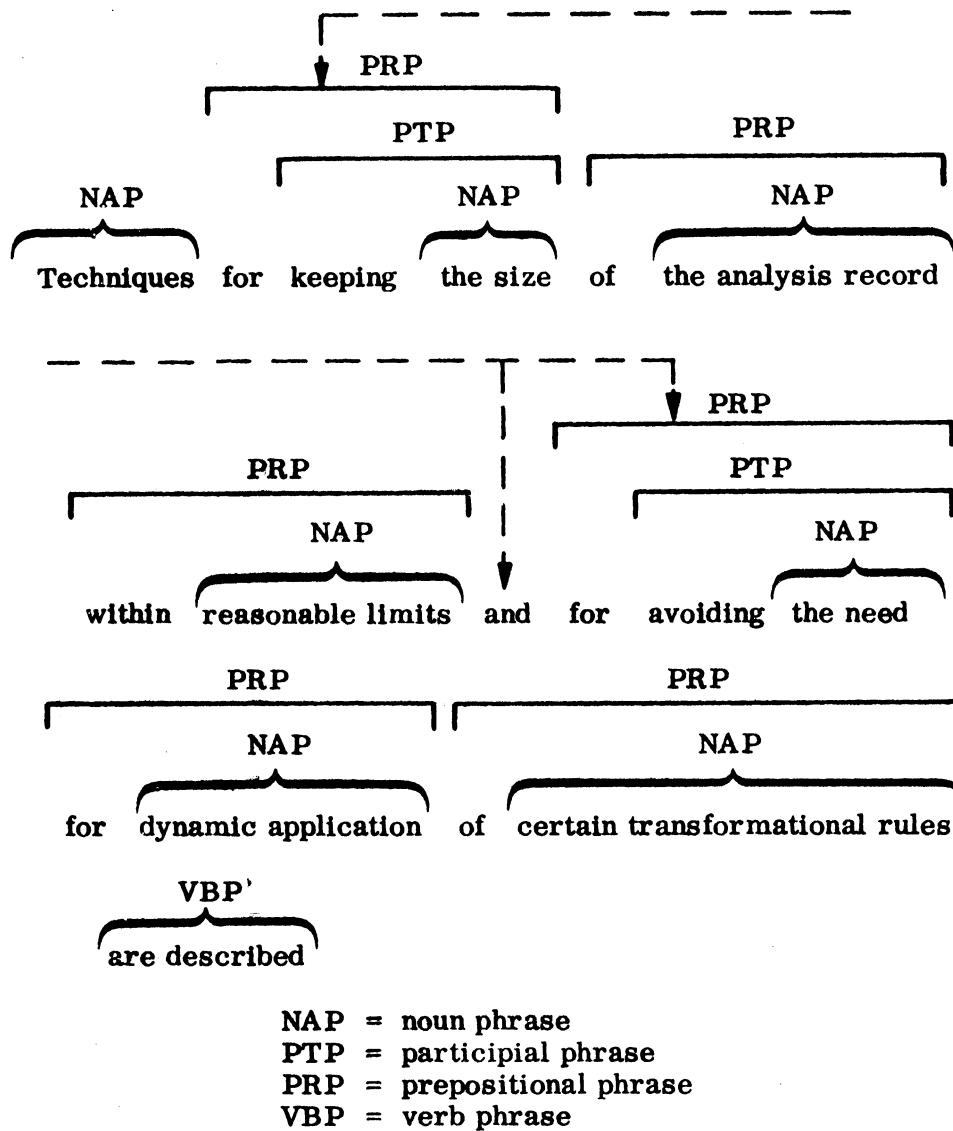 PRP
PTP PRP
NAP NAP NAP
Techniques for keeping the size of the analysis record
PRP
PRP PTP
NAP NAP
within reasonable limits and for avoiding the need
PRP PRP
NAP NAP
for dynamic application of certain transformational rules
VBP
are described
NAP = noun phrase
PTP = participial phrase
PRP = prepositional phrase
VBP = verb phrase